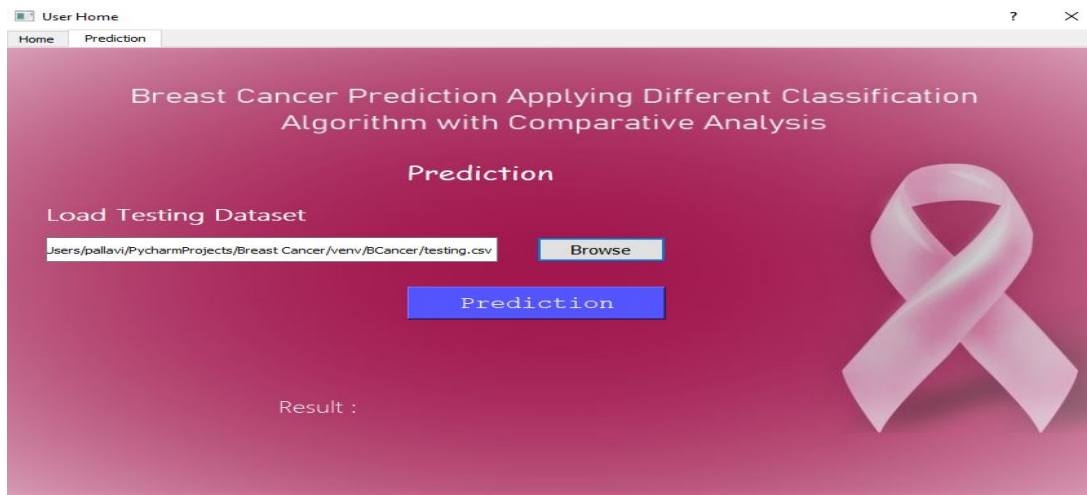 User Home
Home Prediction
Breast Cancer Prediction Applying Different Classification
Algorithm with Comparative Analysis
Prediction
Load Testing Dataset
Users/pallavi/PycharmProjects/Breast Cancer/venv/BCancer/testing.csv Browse
Prediction
Result :